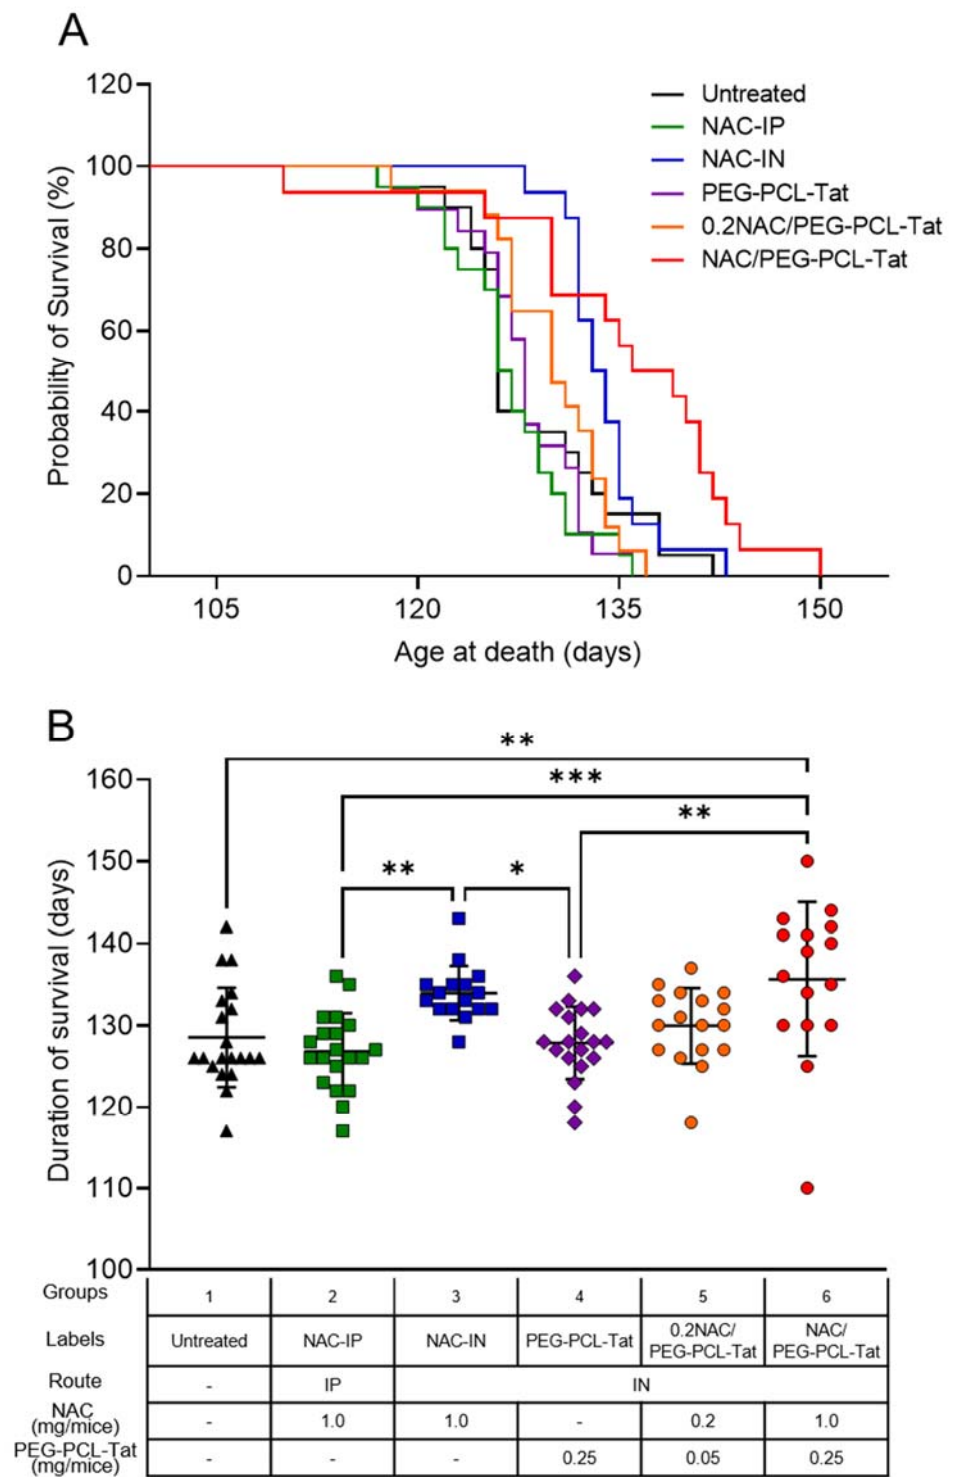 A
120
100
80
60
40
20
0
Probability of Survival (%)
Untreated
NAC-IP
NAC-IN
PEG-PCL-Tat
0.2NAC/PEG-PCL-Tat
NAC/PEG-PCL-Tat
105 120 135 150
Age at death (days)
B
**
***
**
** *
160
150
140
130
120
110
100
Duration of survival (days)
Groups 1 2 3 4 5 6
Labels Untreated NAC-IP NAC-IN PEG-PCL-Tat 0.2NAC/ PEG-PCL-Tat NAC/ PEG-PCL-Tat
Route - IP IN
NAC (mg/mice) - 1.0 1.0 - 0.2 1.0
PEG-PCL-Tat (mg/mice) - - - 0.25 0.05 0.25